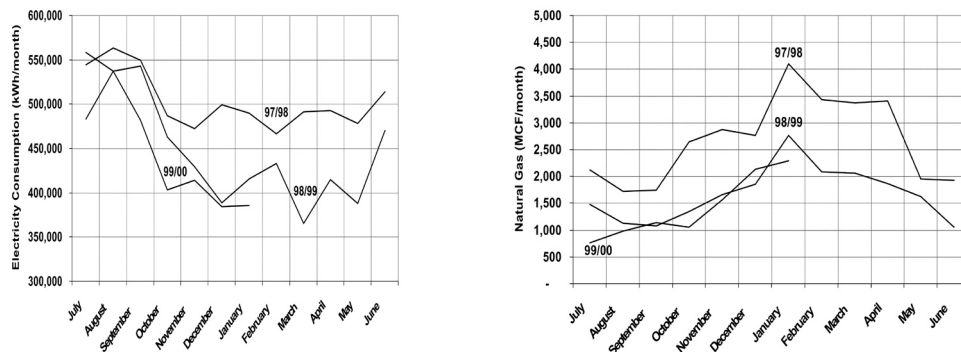 Electricity Consumption (kWh/month)
600,000
550,000
500,000
450,000
400,000
350,000
300,000
97/98
99/00
98/99
July
August
September
October
November
December
January
February
March
April
May
June
Natural Gas (MCF/month)
5,000
4,500
4,000
3,500
3,000
2,500
2,000
1,500
1,000
500
-
97/98
98/99
99/00
July
August
September
October
November
December
January
February
March
April
May
June